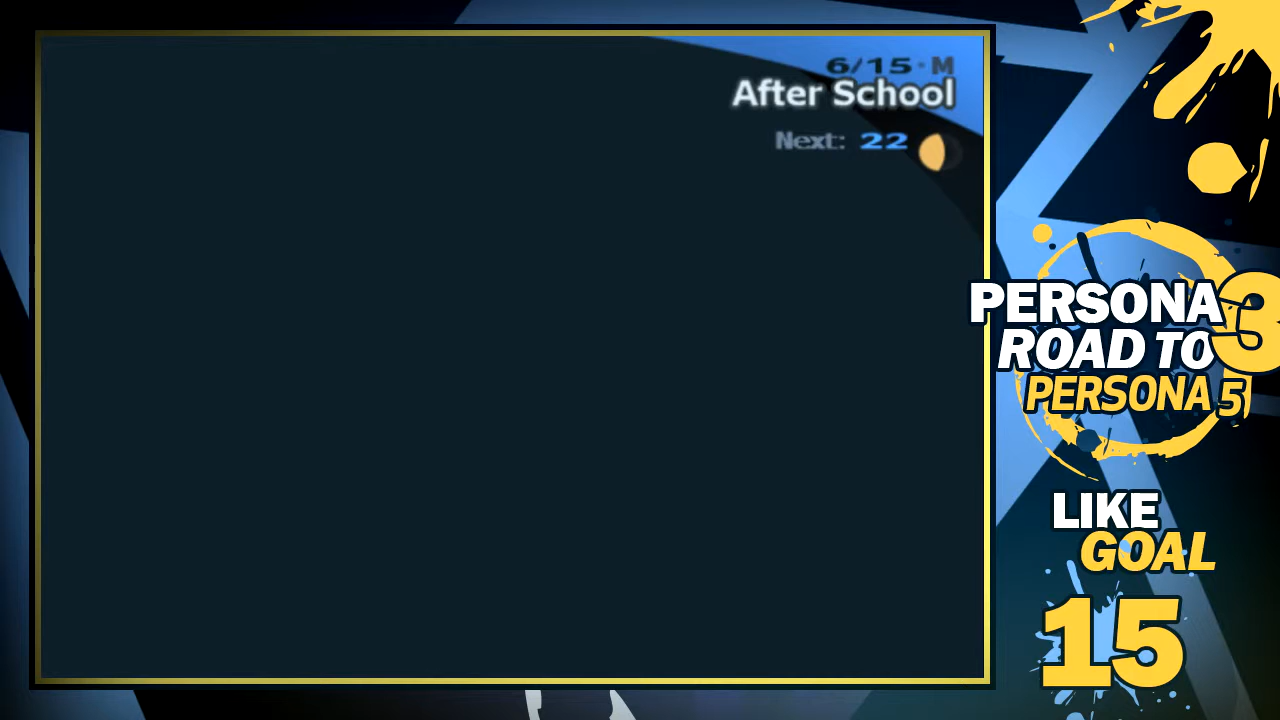 6/15 · M
After School
Next: 22
PERSONA 3
ROAD TO
PERSONA 5
LIKE
GOAL
15